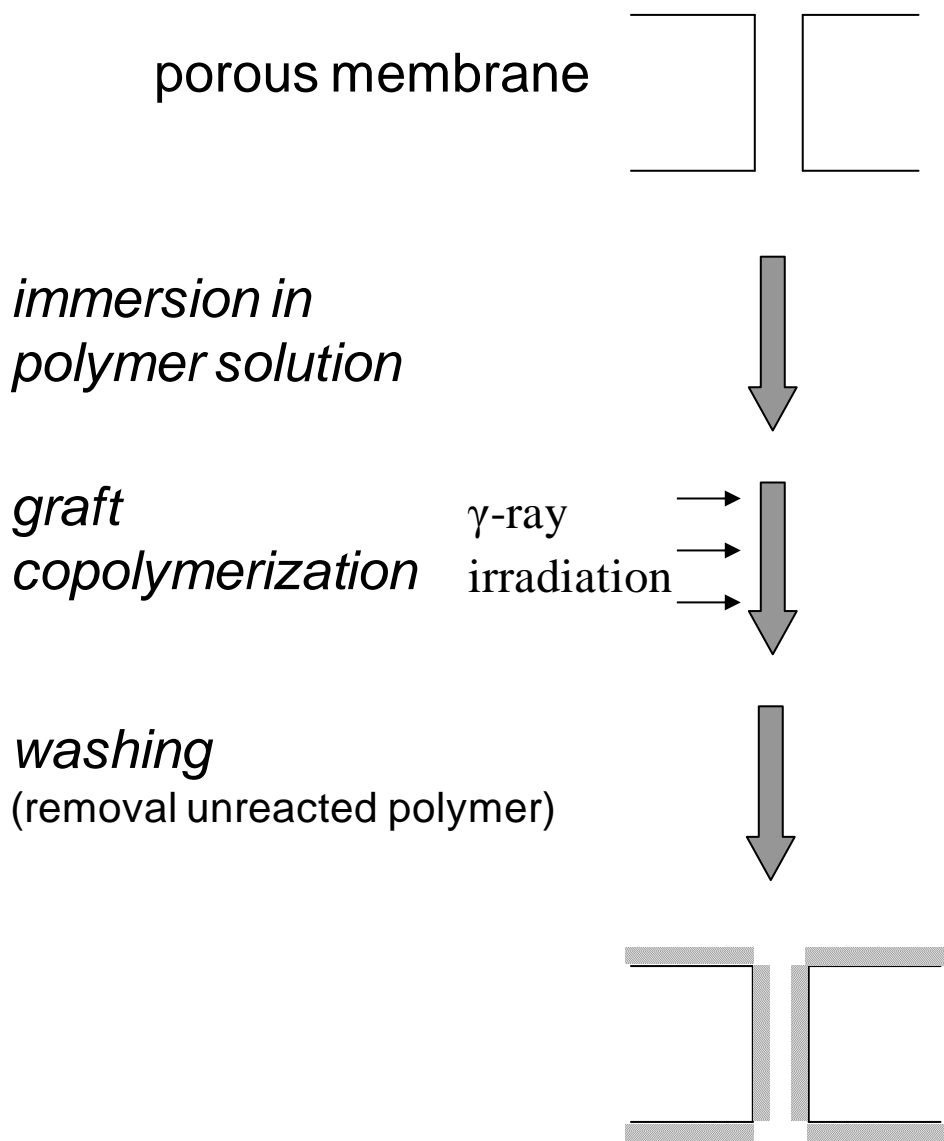 porous membrane
immersion in
polymer solution
graft
copolymerization
γ-ray
irradiation
washing
(removal unreacted polymer)